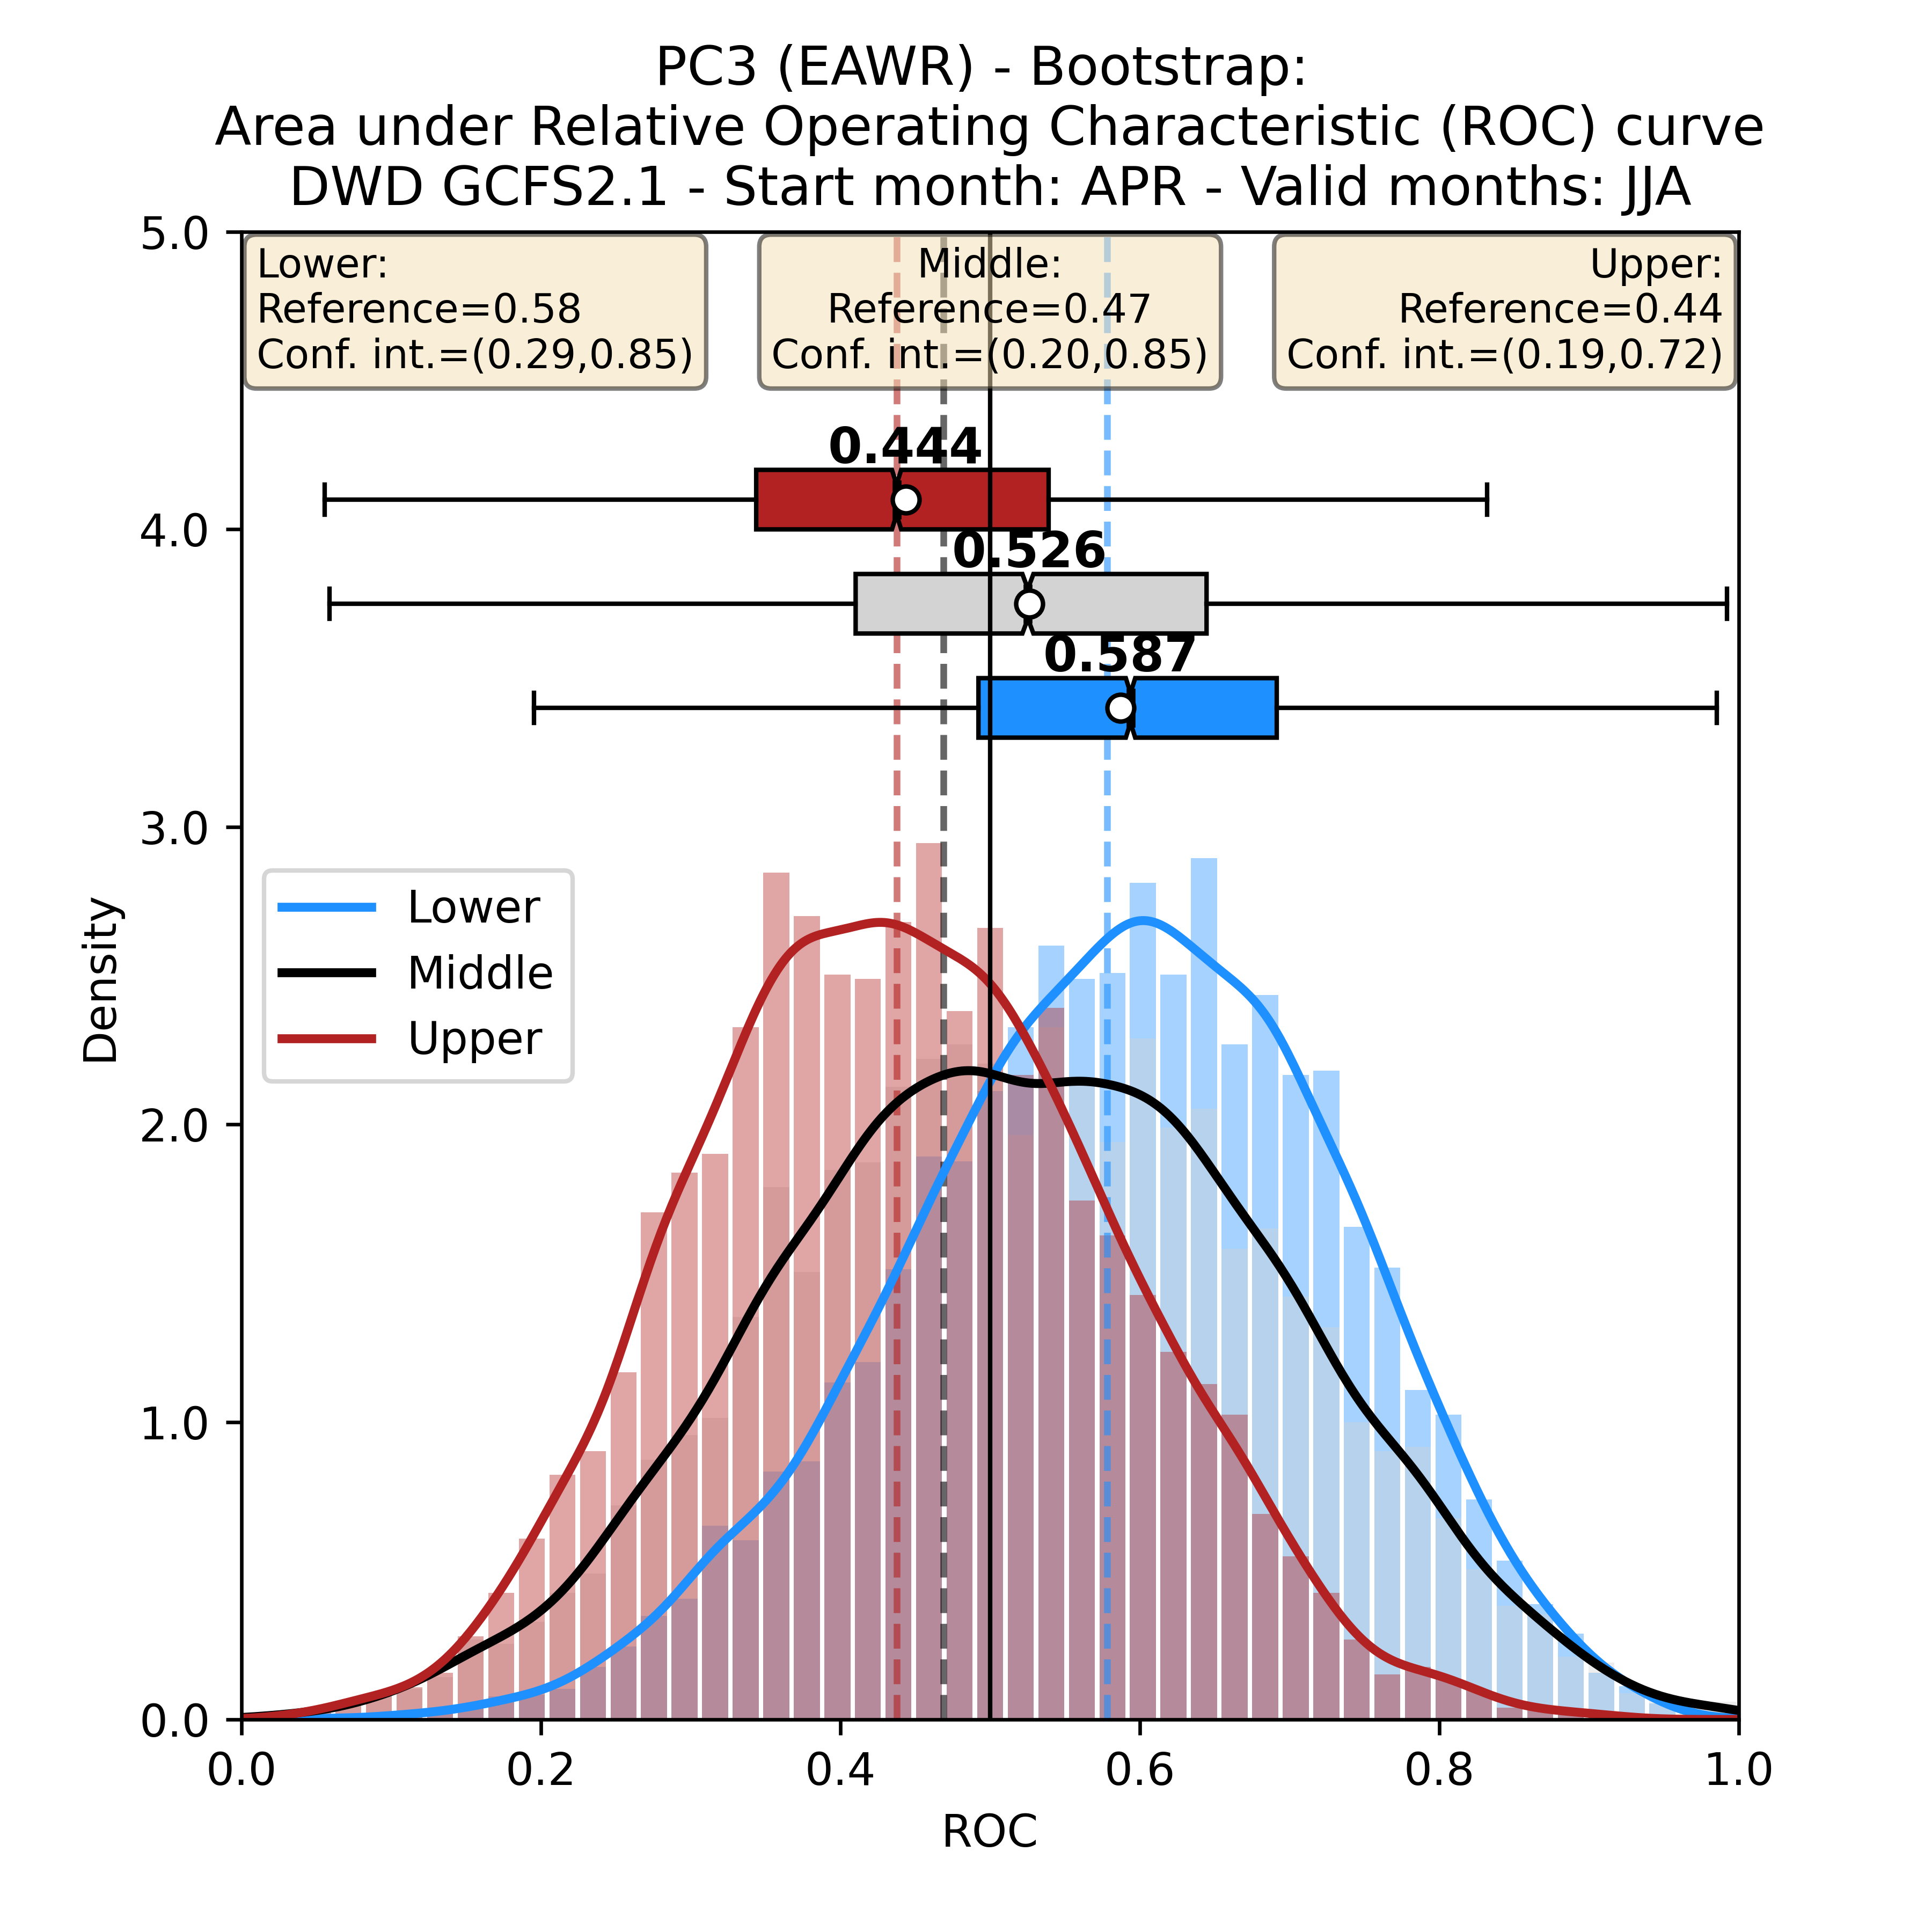 PC3 (EAWR) - Bootstrap:
Area under Relative Operating Characteristic (ROC) curve
DWD GCFS2.1 - Start month: APR - Valid months: JJA
Lower:
Reference=0.58
Conf. int.=(0.29,0.85)
Middle:
Reference=0.47
Conf. int.=(0.20,0.85)
Upper:
Reference=0.44
Conf. int.=(0.19,0.72)
0.444
0.526
0.587
Lower
Middle
Upper
Density
5.0
4.0
3.0
2.0
1.0
0.0
0.0 0.2 0.4 0.6 0.8 1.0
ROC